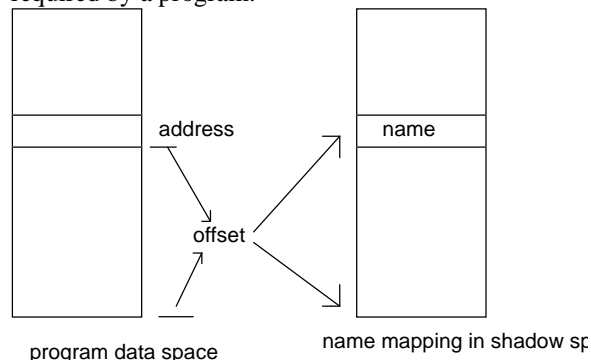 required by a program.
address
name
offset
program data space
name mapping in shadow sp